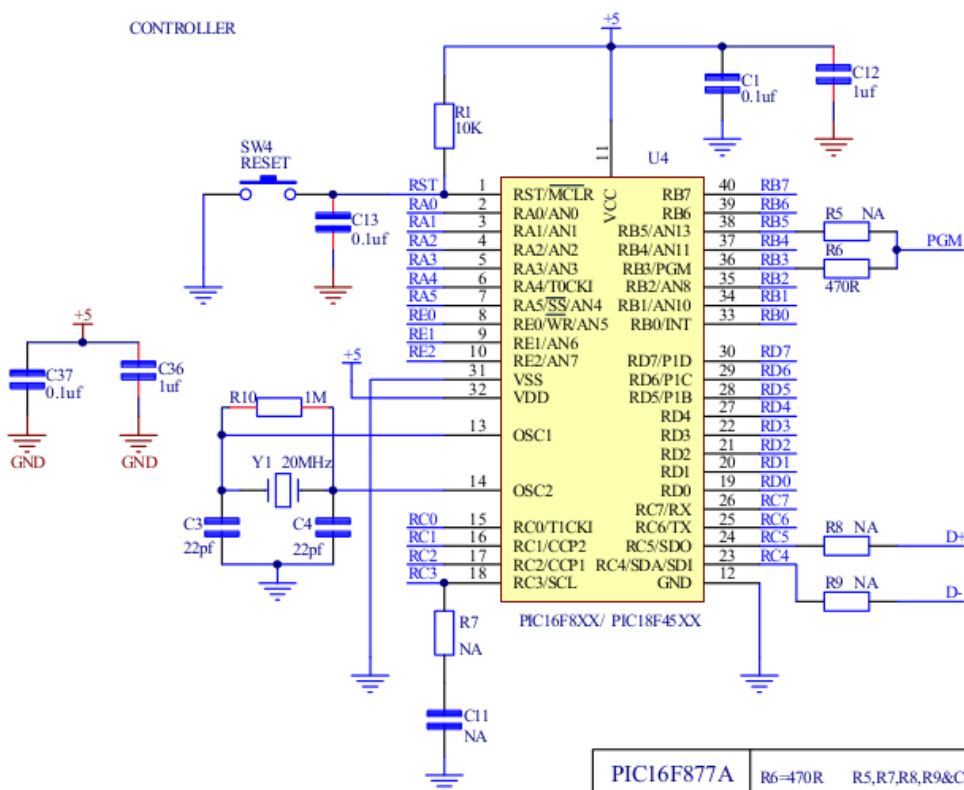 CONTROLLER
+5
C1
0.1uf
C12
1uf
R1
10K
SW4
RESET
C13
0.1uf
+5
C37
0.1uf
C36
1uf
GND
GND
+5
R10 1M
Y1 20MHz
C3
22pf
C4
22pf
R7
NA
C11
NA
U4
11
VCC
RST 1 RST/MCLR
RA0 2 RA0/AN0
RA1 3 RA1/AN1
RA2 4 RA2/AN2
RA3 5 RA3/AN3
RA4 6 RA4/T0CKI
RA5 7 RA5/SS/AN4
RE0 8 RE0/WR/AN5
RE1 9 RE1/AN6
RE2 10 RE2/AN7
31 VSS
32 VDD
13 OSC1
14 OSC2
RC0 15 RC0/T1CKI
RC1 16 RC1/CCP2
RC2 17 RC2/CCP1
RC3 18 RC3/SCL
RB7 40 RB7
RB6 39 RB6
RB5/AN13 38 RB5
RB4/AN11 37 RB4
RB3/PGM 36 RB3
RB2/AN8 35 RB2
RB1/AN10 34 RB1
RB0/INT 33 RB0
RD7/P1D 30 RD7
RD6/P1C 29 RD6
RD5/P1B 28 RD5
RD4 27 RD4
RD3 22 RD3
RD2 21 RD2
RD1 20 RD1
RD0 19 RD0
RC7/RX 26 RC7
RC6/TX 25 RC6
RC5/SDO 24 RC5
RC4/SDA/SDI 23 RC4
GND 12
R5 NA
R6
470R
PGM
R8 NA
D+
R9 NA
D-
PIC16F8XX/ PIC18F45XX
PIC16F877A R6=470R R5,R7,R8,R9&C